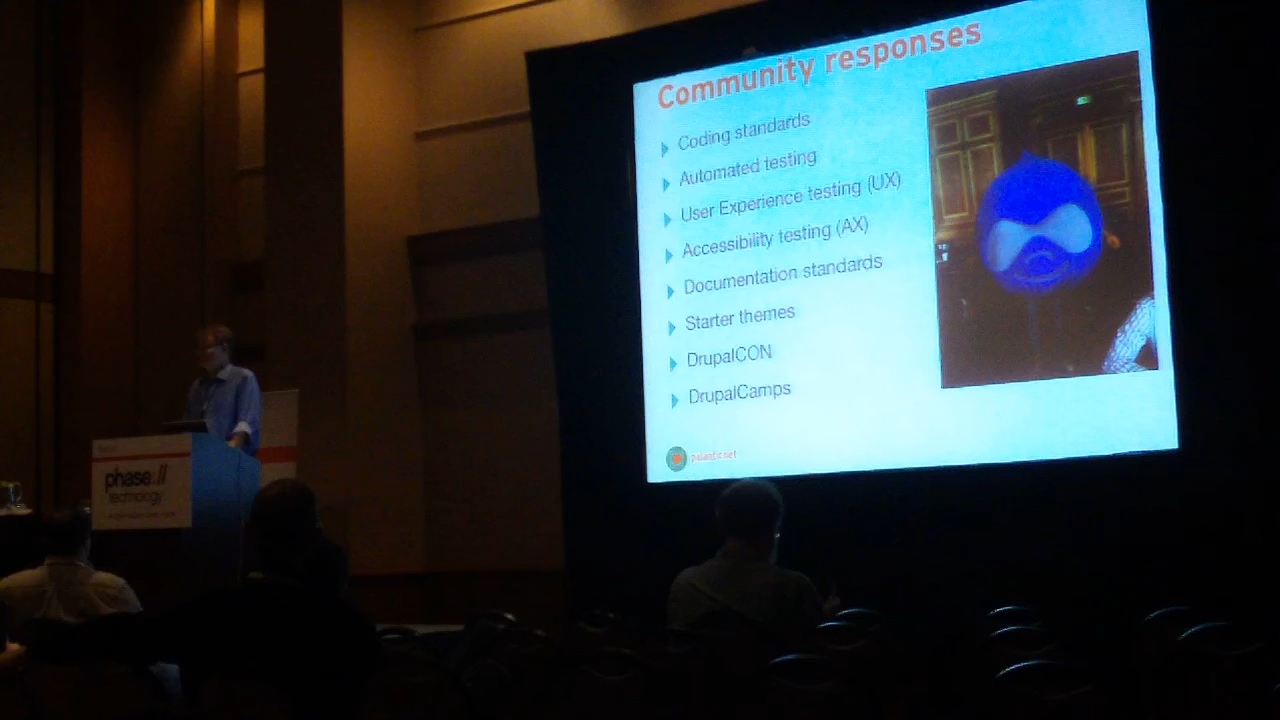 Community responses
Coding standards
Automated testing
User Experience testing (UX)
Accessibility testing (AX)
Documentation standards
Starter themes
DrupalCON
DrupalCamps
palantir.net
phase//
technology